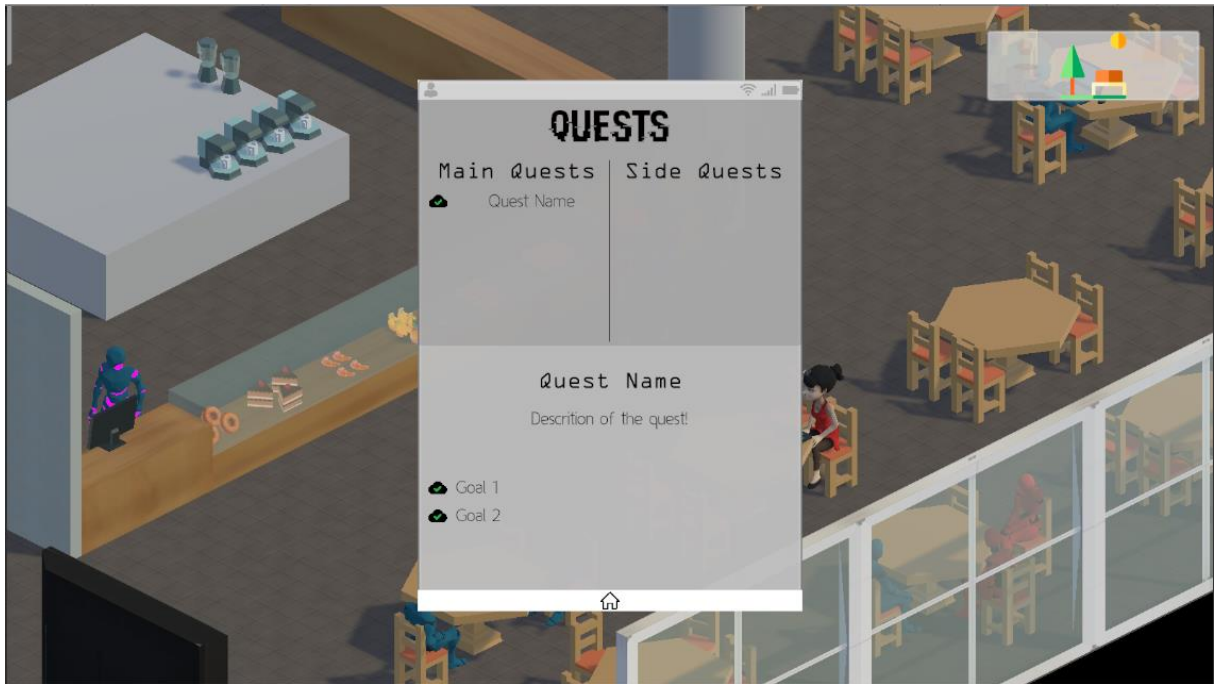 QUESTS
Main Quests
Side Quests
Quest Name
Quest Name
Descrition of the quest!
Goal 1
Goal 2